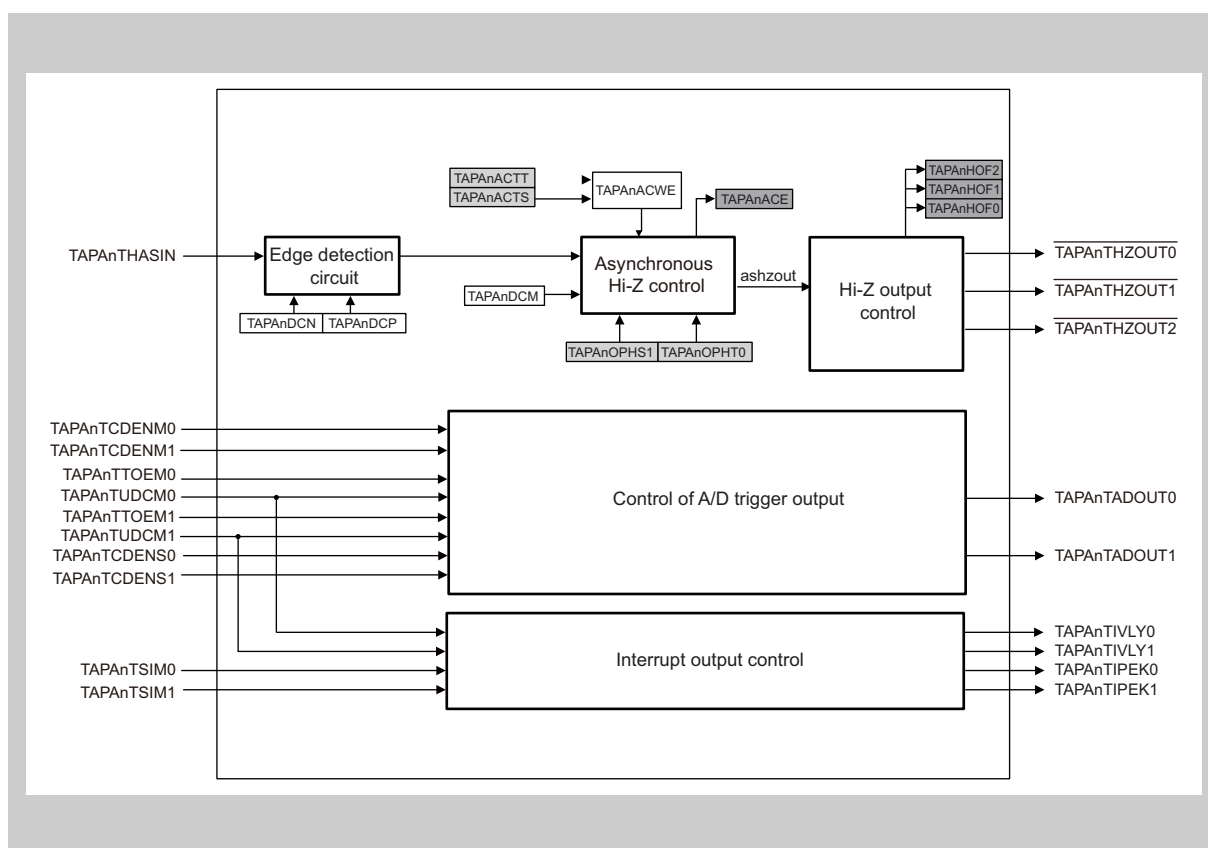 TAPAnACTT
TAPAnACTS
TAPAnACWE
TAPAnACE
TAPAnHOF2
TAPAnHOF1
TAPAnHOF0
TAPAnTHASIN
Edge detection
circuit
TAPAnDCN
TAPAnDCP
TAPAnDCM
Asynchronous
Hi-Z control
TAPAnOPHS1
TAPAnOPHT0
ashzout
Hi-Z output
control
TAPAnTHZOUT0
TAPAnTHZOUT1
TAPAnTHZOUT2
TAPAnTCDENM0
TAPAnTCDENM1
TAPAnTTOEM0
TAPAnTUDCM0
TAPAnTTOEM1
TAPAnTUDCM1
TAPAnTCDENS0
TAPAnTCDENS1
Control of A/D trigger output
TAPAnTADOUT0
TAPAnTADOUT1
TAPAnTSIM0
TAPAnTSIM1
Interrupt output control
TAPAnTIVLY0
TAPAnTIVLY1
TAPAnTIPEK0
TAPAnTIPEK1